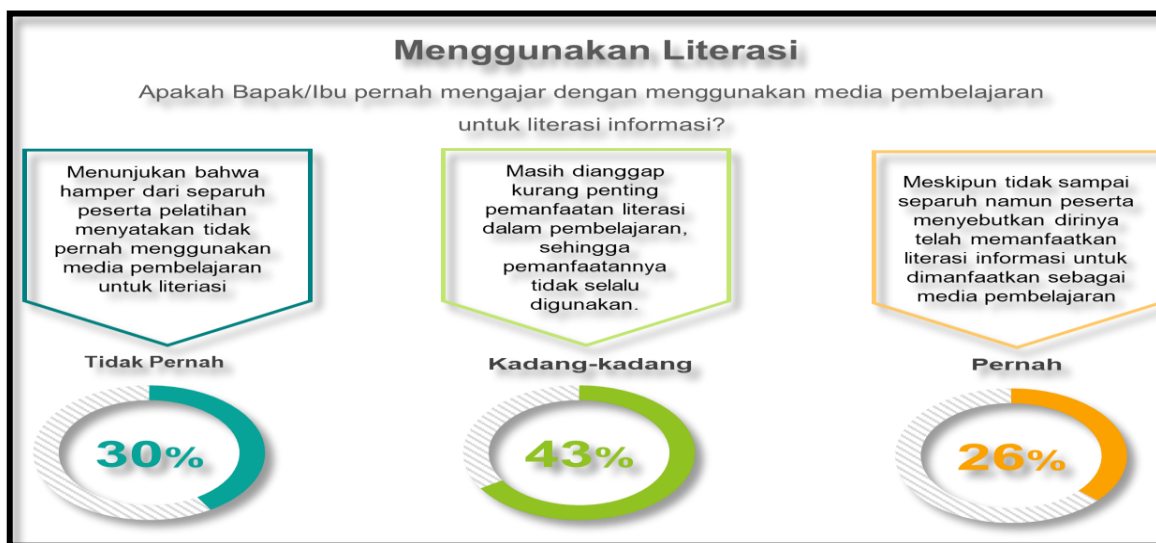 Menggunakan Literasi
Apakah Bapak/Ibu pernah mengajar dengan menggunakan media pembelajaran
untuk literasi informasi?
Menunjukan bahwa
hamper dari separuh
peserta pelatihan
menyatakan tidak
pernah menggunakan
media pembelajaran
untuk literiasi
Masih dianggap
kurang penting
pemanfaatan literasi
dalam pembelajaran,
sehingga
pemanfaatannya
tidak selalu
digunakan.
Meskipun tidak sampai
separuh namun peserta
menyebutkan dirinya
telah memanfaatkan
literasi informasi untuk
dimanfaatkan sebagai
media pembelajaran
Tidak Pernah
Kadang-kadang
Pernah
30%
43%
26%